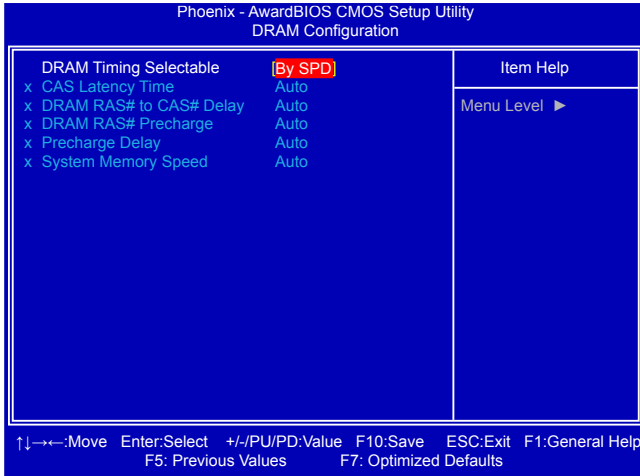 Phoenix - AwardBIOS CMOS Setup Utility
DRAM Configuration
DRAM Timing Selectable [By SPD]
x CAS Latency Time Auto
x DRAM RAS# to CAS# Delay Auto
x DRAM RAS# Precharge Auto
x Precharge Delay Auto
x System Memory Speed Auto
Item Help
Menu Level ►
↑↓→←:Move Enter:Select +/-/PU/PD:Value F10:Save ESC:Exit F1:General Help
F5: Previous Values F7: Optimized Defaults